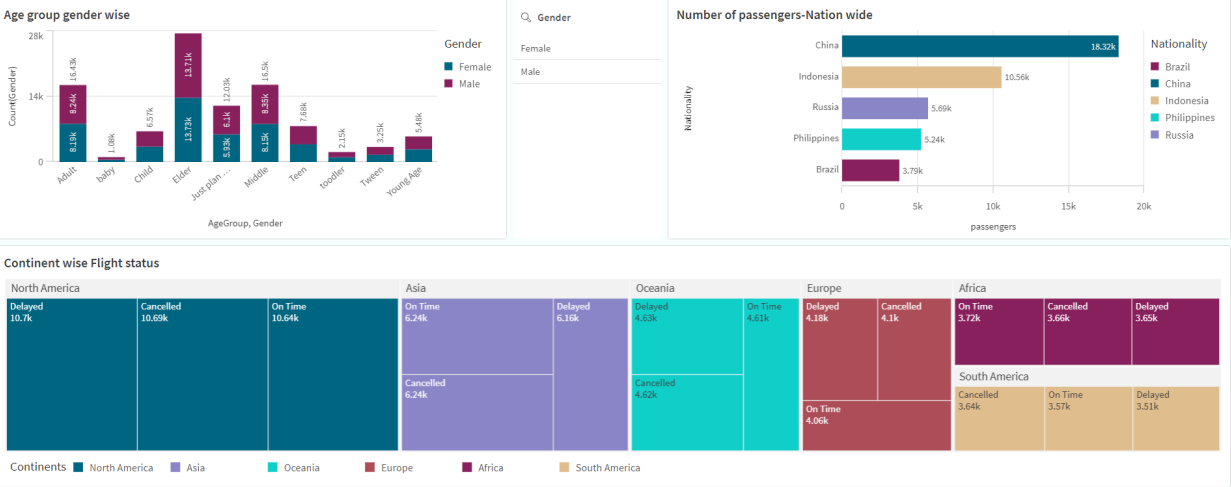 Age group gender wise
28k
14k
0
Count(Gender)
16.43k
8.24k
8.19k
1.08k
6.57k
13.71k
13.73k
12.03k
6.1k
5.93k
16.5k
8.35k
8.15k
7.68k
2.15k
3.25k
5.48k
Adult
baby
Child
Elder
Just plan ...
Middle
Teen
toodler
Tween
Young Age
AgeGroup, Gender
Gender
Female
Male
Gender
Female
Male
Number of passengers-Nation wide
Nationality
China
18.32k
Indonesia
10.56k
Russia
5.69k
Philippines
5.24k
Brazil
3.79k
0
5k
10k
15k
20k
passengers
Nationality
Brazil
China
Indonesia
Philippines
Russia
Continent wise Flight status
North America
Delayed
10.7k
Cancelled
10.69k
On Time
10.64k
Asia
On Time
6.24k
Delayed
6.16k
Cancelled
6.24k
Oceania
Delayed
4.63k
On Time
4.61k
Cancelled
4.62k
Europe
Delayed
4.18k
Cancelled
4.1k
On Time
4.06k
Africa
On Time
3.72k
Cancelled
3.66k
Delayed
3.65k
South America
Cancelled
3.64k
On Time
3.57k
Delayed
3.51k
Continents
North America
Asia
Oceania
Europe
Africa
South America